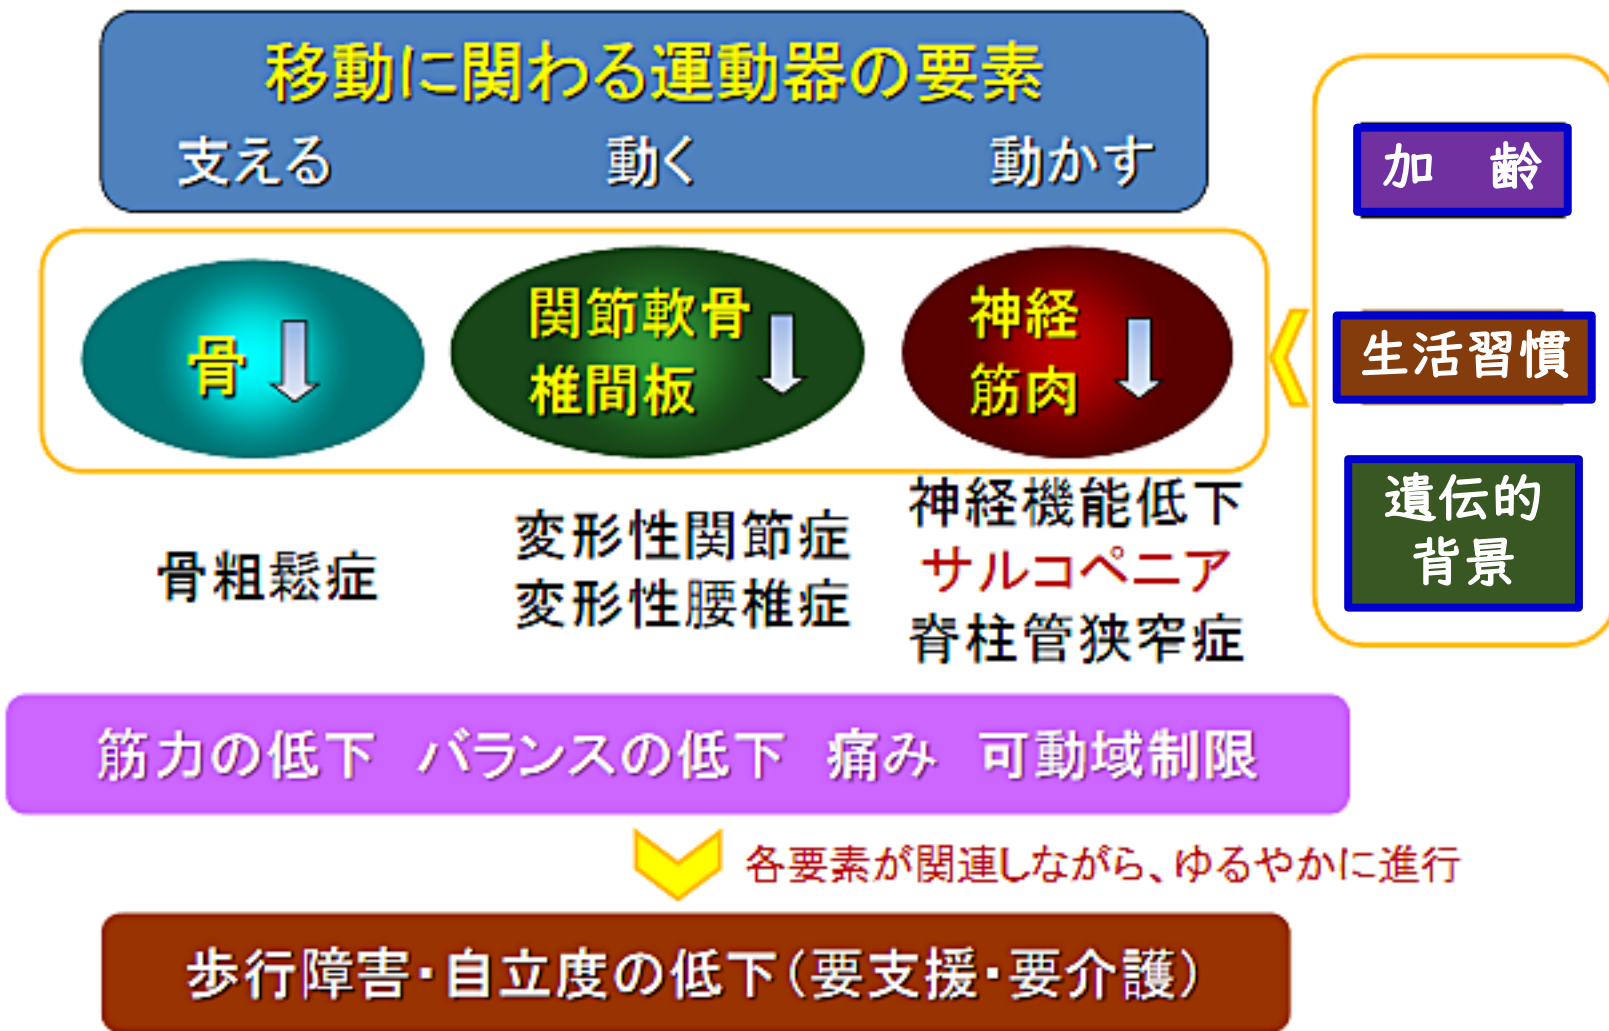 移動に関わる運動器の要素
支える 動く 動かす
骨
関節軟骨
椎間板
神経
筋肉
加 齢
生活習慣
遺伝的
背景
骨粗鬆症
変形性関節症
変形性腰椎症
神経機能低下
サルコペニア
脊柱管狭窄症
筋力の低下 バランスの低下 痛み 可動域制限
各要素が関連しながら、ゆるやかに進行
歩行障害・自立度の低下（要支援・要介護）